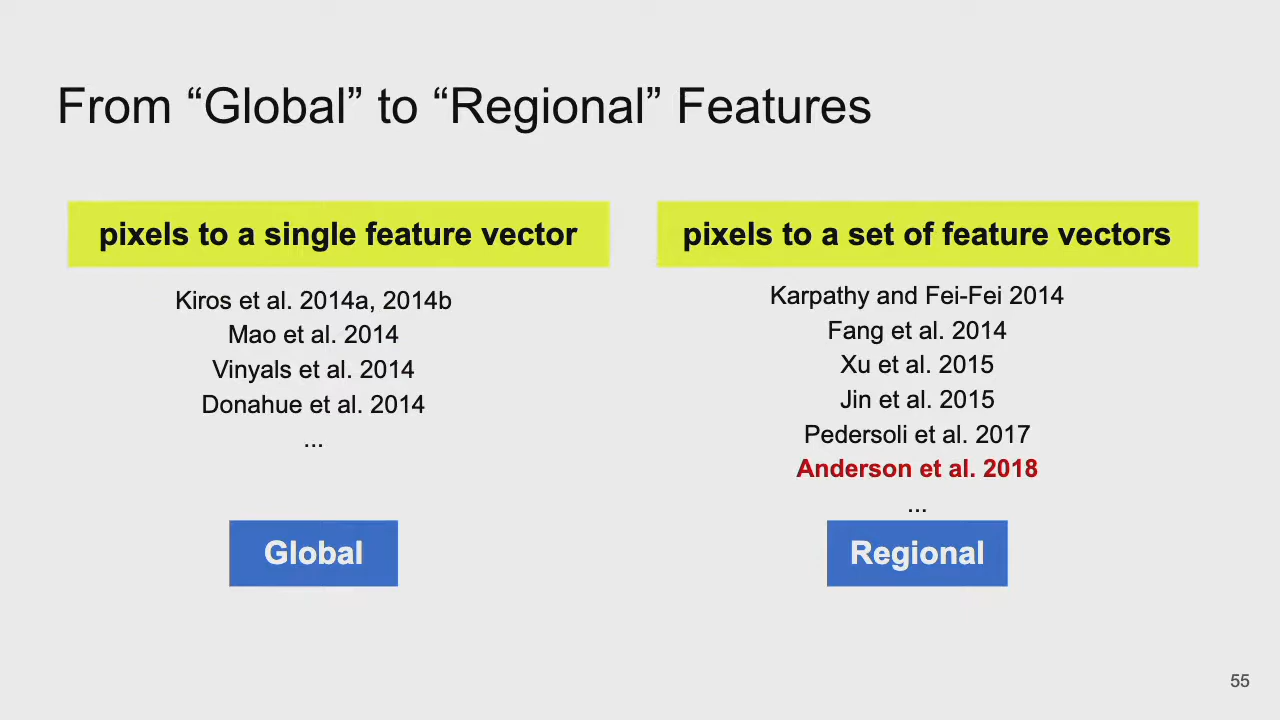 From “Global” to “Regional” Features
pixels to a single feature vector
Kiros et al. 2014a, 2014b
Mao et al. 2014
Vinyals et al. 2014
Donahue et al. 2014
...
Global
pixels to a set of feature vectors
Karpathy and Fei-Fei 2014
Fang et al. 2014
Xu et al. 2015
Jin et al. 2015
Pedersoli et al. 2017
Anderson et al. 2018
...
Regional
55